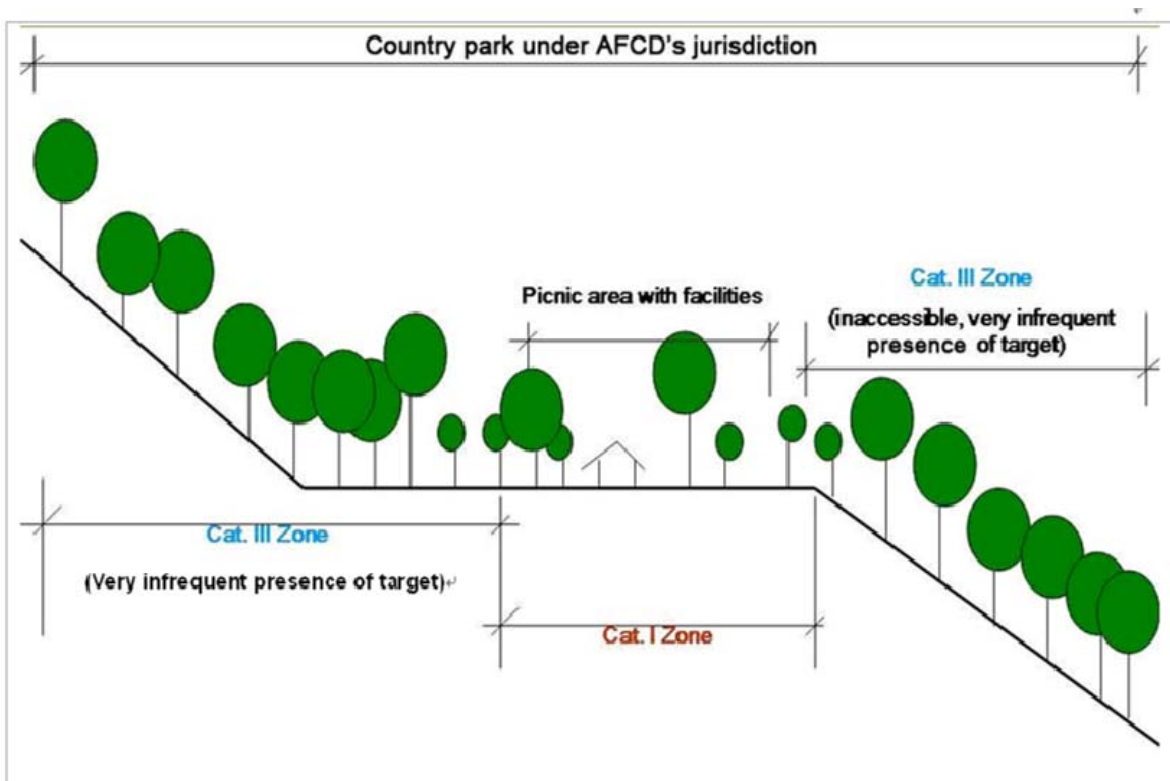 Country park under AFCD's jurisdiction
Picnic area with facilities
Cat. III Zone
(inaccessible, very infrequent
presence of target)
Cat. III Zone
(Very infrequent presence of target)
Cat. I Zone